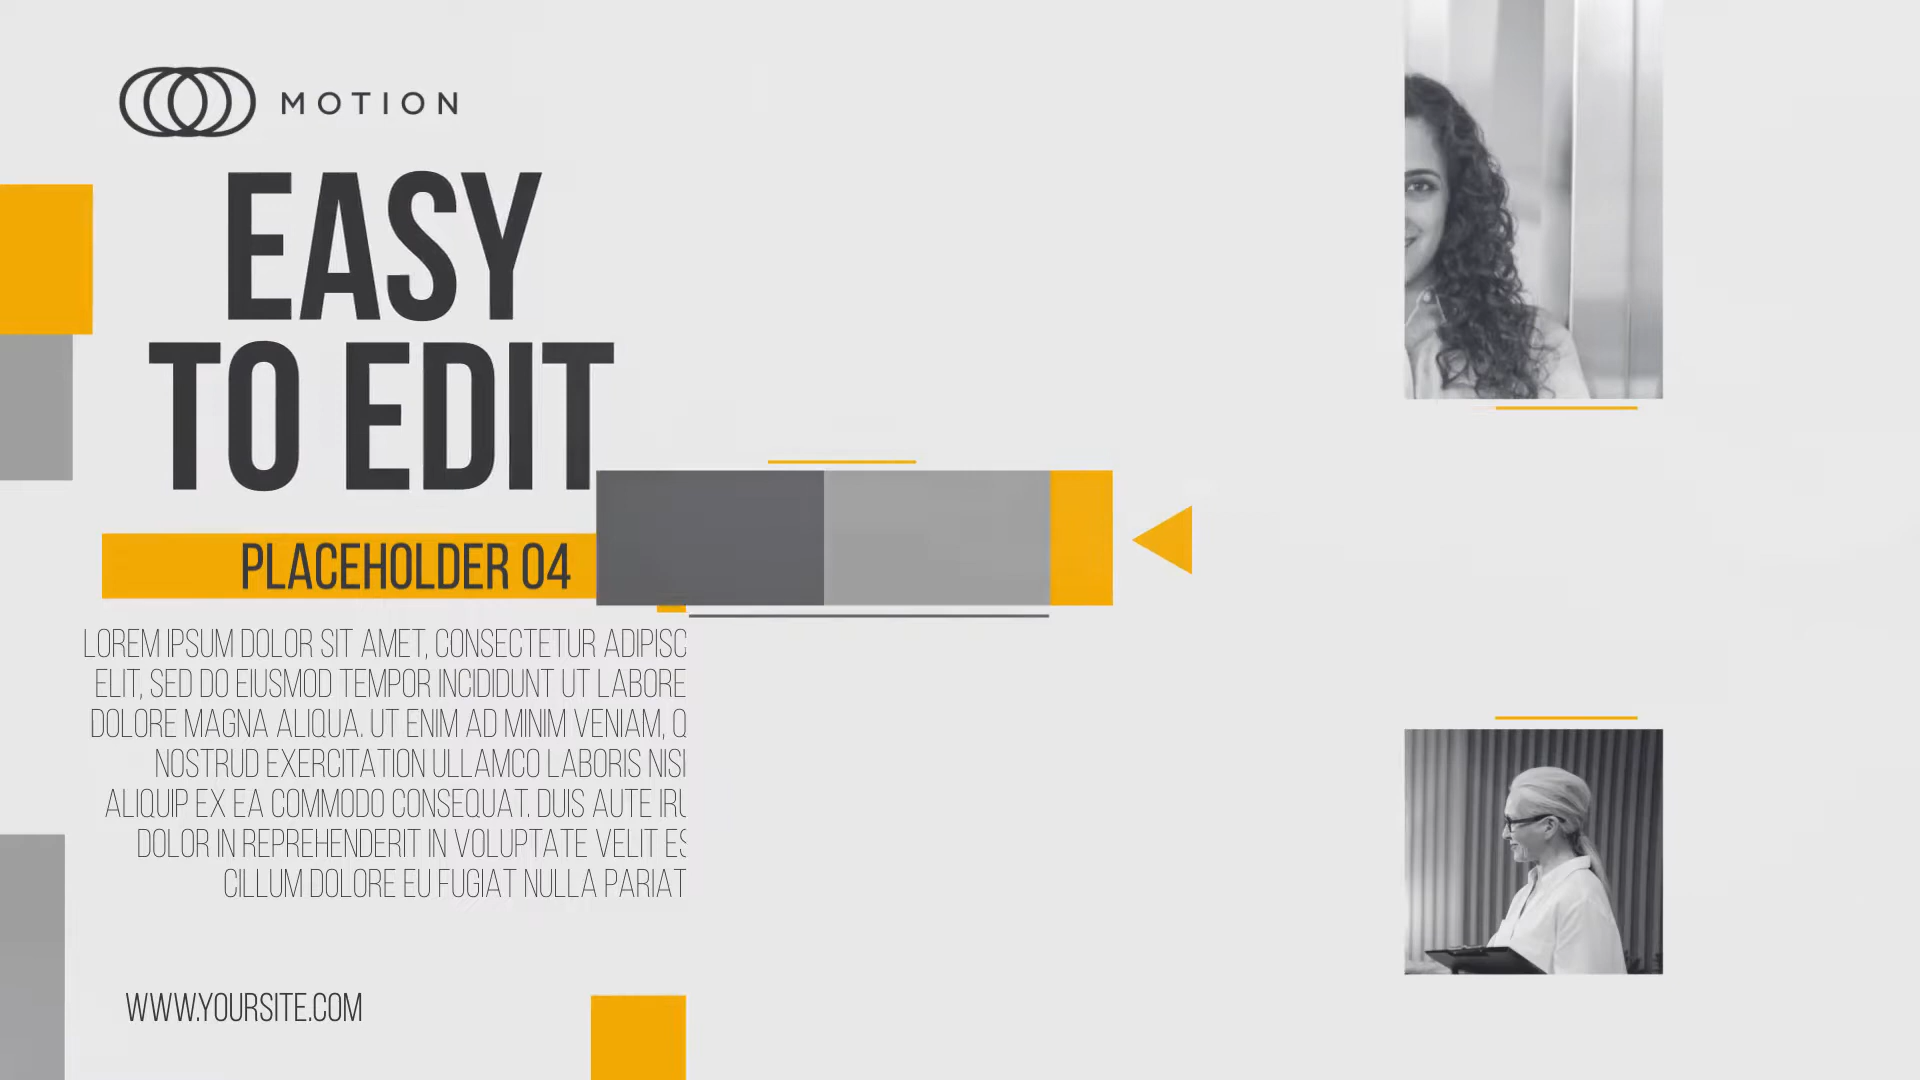 MOTION
EASY
TO EDIT
PLACEHOLDER 04
LOREM IPSUM DOLOR SIT AMET, CONSECTETUR ADIPISC
ELIT, SED DO EIUSMOD TEMPOR INCIDIDUNT UT LABORE
DOLORE MAGNA ALIQUA. UT ENIM AD MINIM VENIAM, Q
NOSTRUD EXERCITATION ULLAMCO LABORIS NISI
ALIQUIP EX EA COMMODO CONSEQUAT. DUIS AUTE IRU
DOLOR IN REPREHENDERIT IN VOLUPTATE VELIT ES
CILLUM DOLORE EU FUGIAT NULLA PARIAT
WWW.YOURSITE.COM